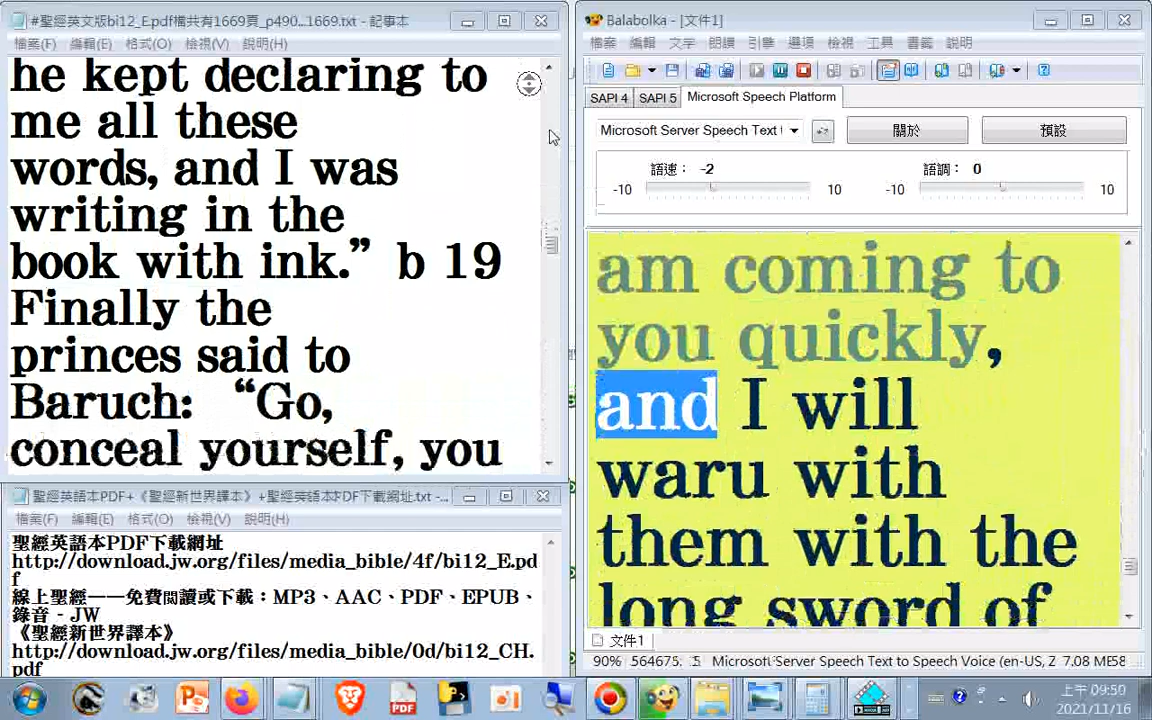 #聖經英文版bi12_E.pdf檔共有1669頁_p490...1669.txt - 記事本
檔案(F) 編輯(E) 格式(O) 檢視(V) 說明(H)
he kept declaring to
me all these
words, and I was
writing in the
book with ink.” b 19
Finally the
princes said to
Baruch: “Go,
conceal yourself, you
聖經英語本PDF+《聖經新世界譯本》+聖經英語本PDF下載網址.txt - ...
檔案(F) 編輯(E) 格式(O) 檢視(V) 說明(H)
聖經英語本PDF下載網址
http://download.jw.org/files/media_bible/4f/bi12_E.pd
f
線上聖經——免費閱讀或下載：MP3、AAC、PDF、EPUB、
錄音 - JW
《聖經新世界譯本》
http://download.jw.org/files/media_bible/0d/bi12_CH.
pdf
Balabolka - [文件1]
檔案 編輯 文字 朗讀 引擎 選項 檢視 工具 書籤 說明
SAPI 4 SAPI 5 Microsoft Speech Platform
Microsoft Server Speech Text 關於 預設
語速： -2 語調： 0
-10 10 -10 10
am coming to
you quickly,
and I will
waru with
them with the
long sword of
文件1
90% 564675. Microsoft Server Speech Text to Speech Voice (en-US, Z 7.08 ME58
PDF
上午 09:50
2021/11/16